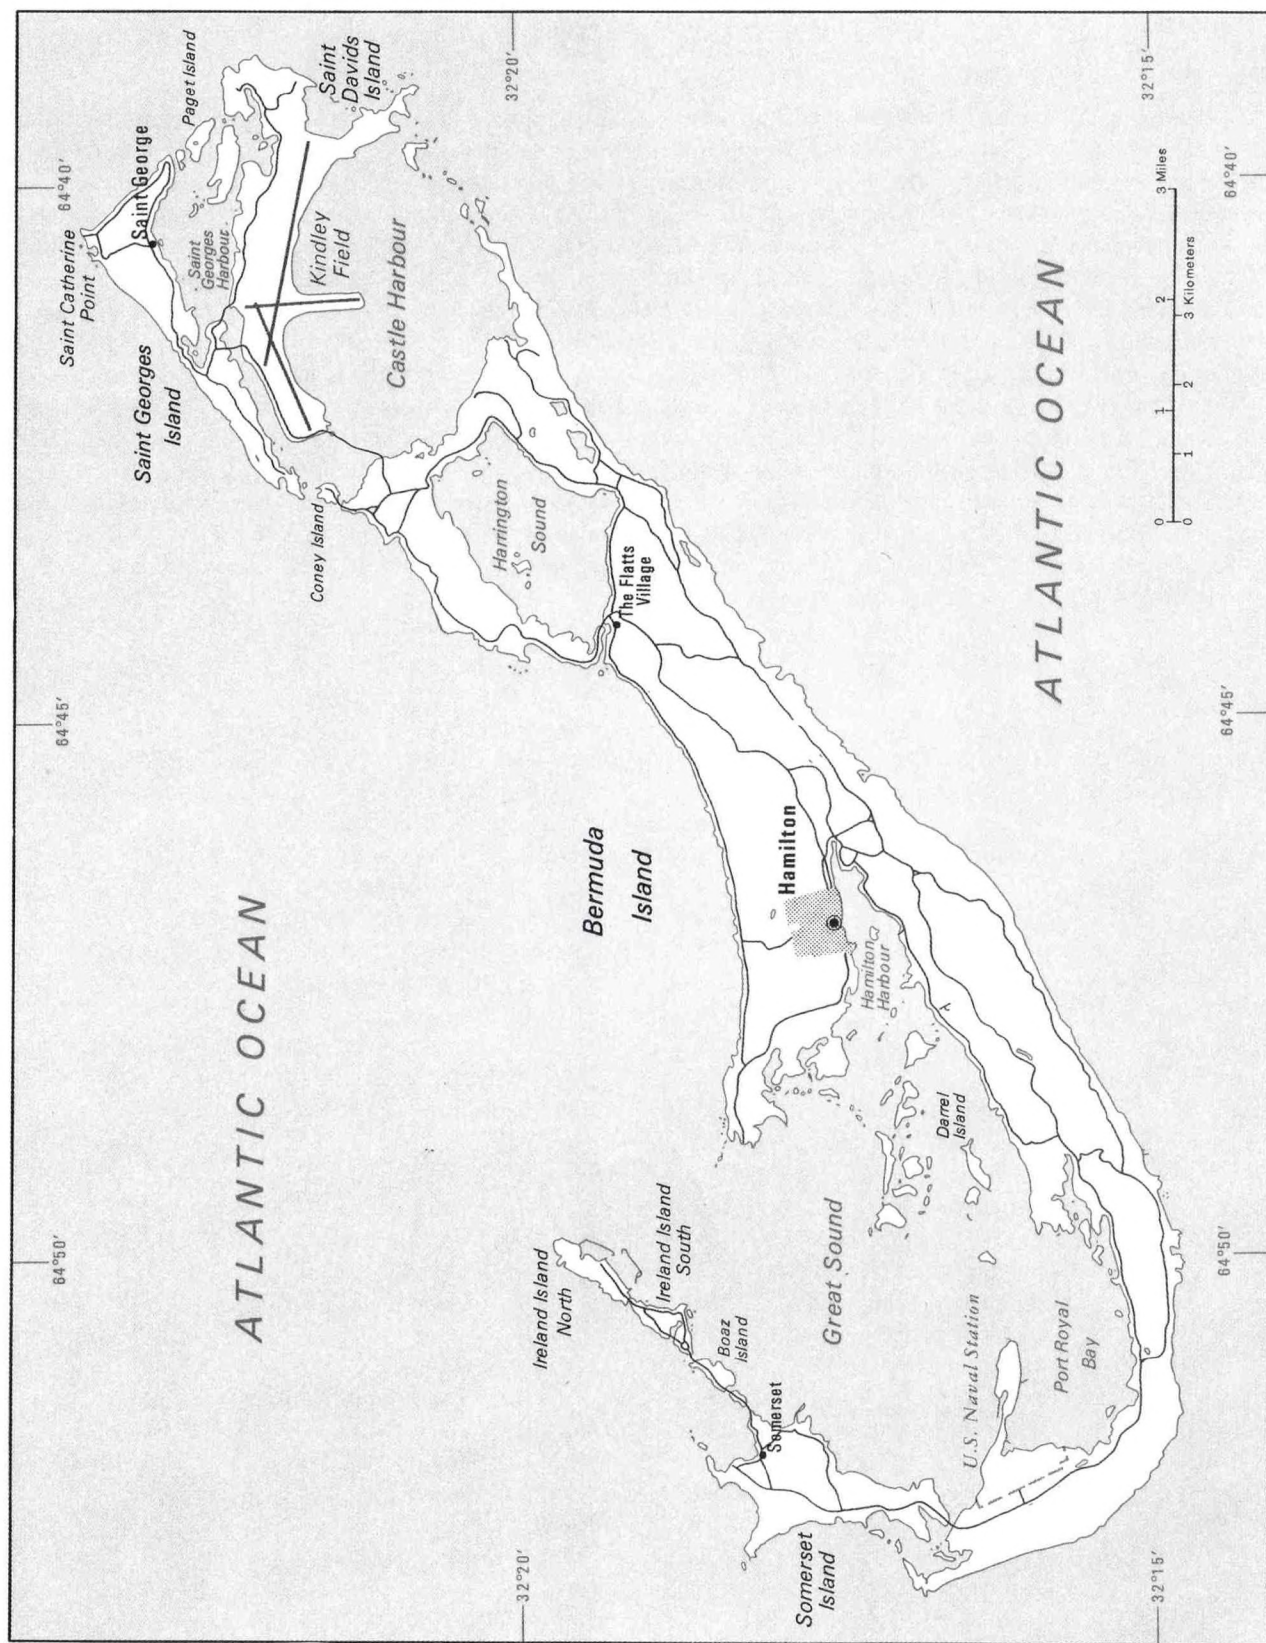 64°50′
64°45′
64°40′
Saint Catherine
Point
Saint George
Paget Island
Saint Georges
Island
Saint
Georges
Harbour
ATLANTIC OCEAN
Kindley
Field
Saint
Davids
Island
Coney Island
Castle Harbour
32°20′
32°20′
Harrington
Sound
Ireland Island
North
The Flatts
Village
Bermuda
Island
Ireland Island
South
Boaz
Island
Somerset
Hamilton
Somerset
Island
Great Sound
Hamilton
Harbour
Darrel
Island
U.S. Naval Station
Port Royal
Bay
ATLANTIC OCEAN
32°15′
32°15′
0 1 2 3 Miles
0 1 2 3 Kilometers
64°50′
64°45′
64°40′